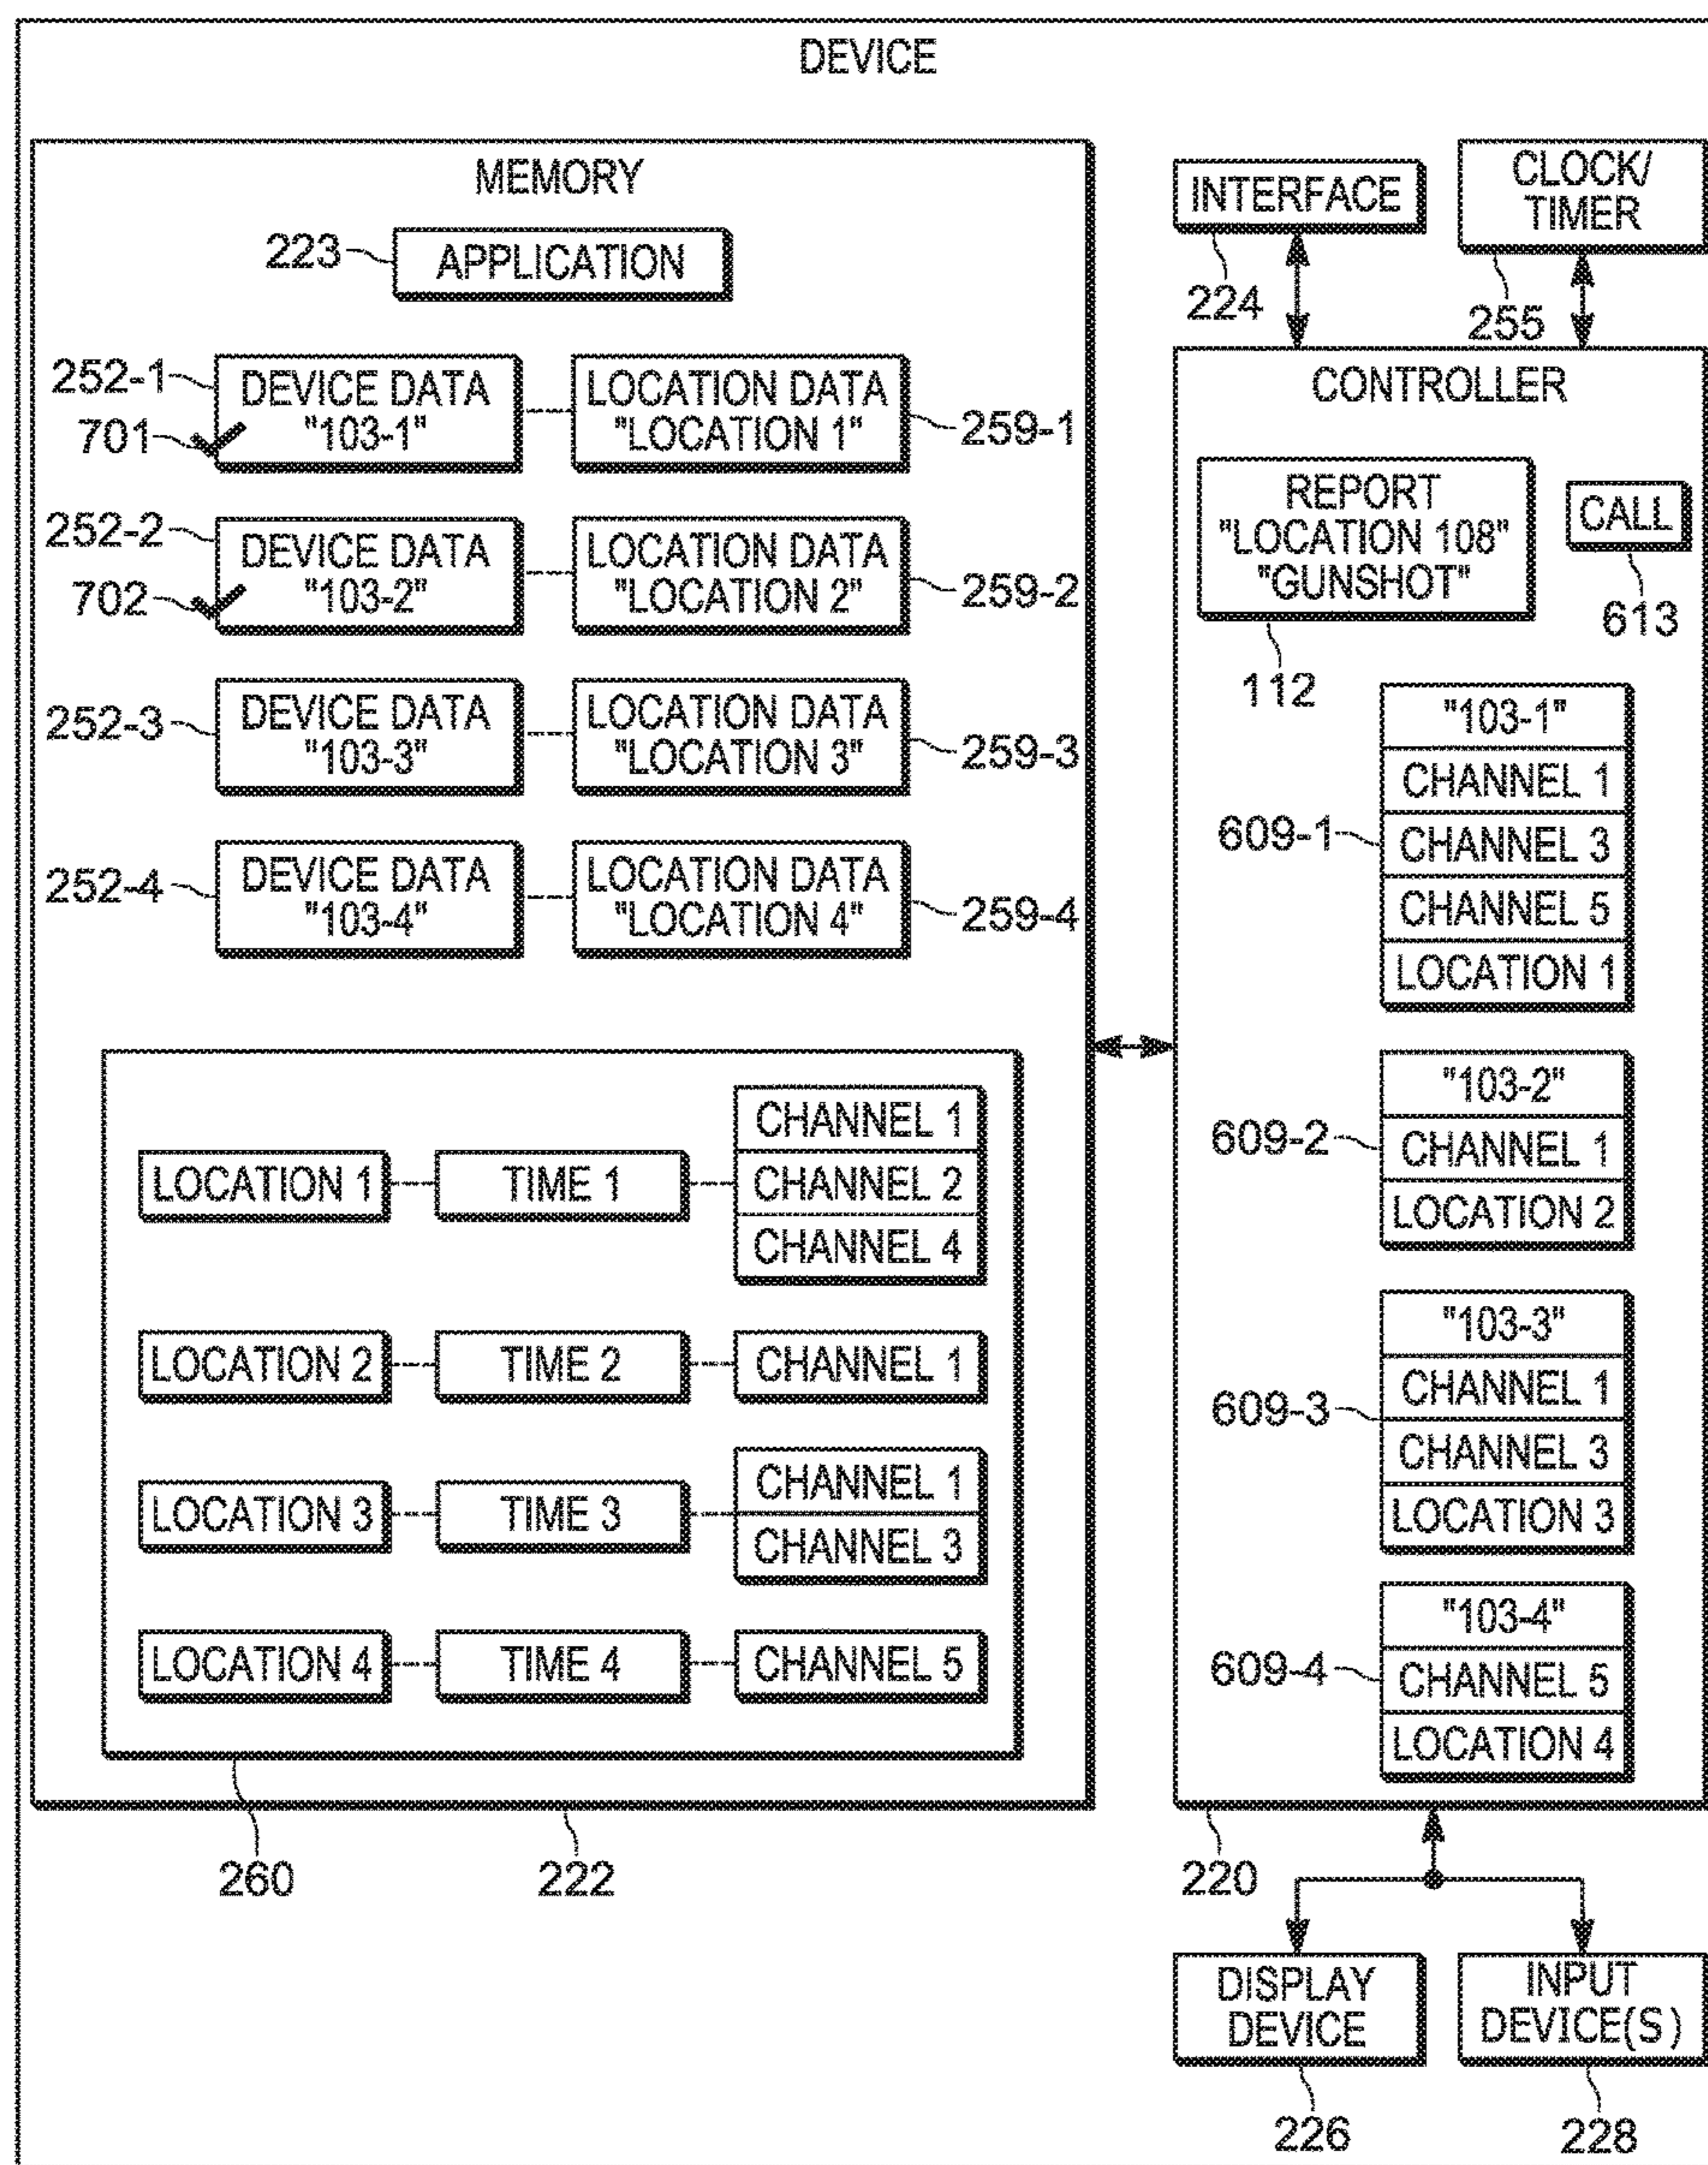 DEVICE
MEMORY
223
APPLICATION
252-1
DEVICE DATA
"103-1"
701
LOCATION DATA
"LOCATION 1"
259-1
252-2
DEVICE DATA
"103-2"
702
LOCATION DATA
"LOCATION 2"
259-2
252-3
DEVICE DATA
"103-3"
LOCATION DATA
"LOCATION 3"
259-3
252-4
DEVICE DATA
"103-4"
LOCATION DATA
"LOCATION 4"
259-4
LOCATION 1
TIME 1
CHANNEL 1
CHANNEL 2
CHANNEL 4
LOCATION 2
TIME 2
CHANNEL 1
LOCATION 3
TIME 3
CHANNEL 1
CHANNEL 3
LOCATION 4
TIME 4
CHANNEL 5
260
222
INTERFACE
224
CLOCK/
TIMER
255
CONTROLLER
REPORT
"LOCATION 108"
"GUNSHOT"
112
CALL
613
609-1
"103-1"
CHANNEL 1
CHANNEL 3
CHANNEL 5
LOCATION 1
609-2
"103-2"
CHANNEL 1
LOCATION 2
609-3
"103-3"
CHANNEL 1
CHANNEL 3
LOCATION 3
609-4
"103-4"
CHANNEL 5
LOCATION 4
220
DISPLAY
DEVICE
226
INPUT
DEVICE(S)
228